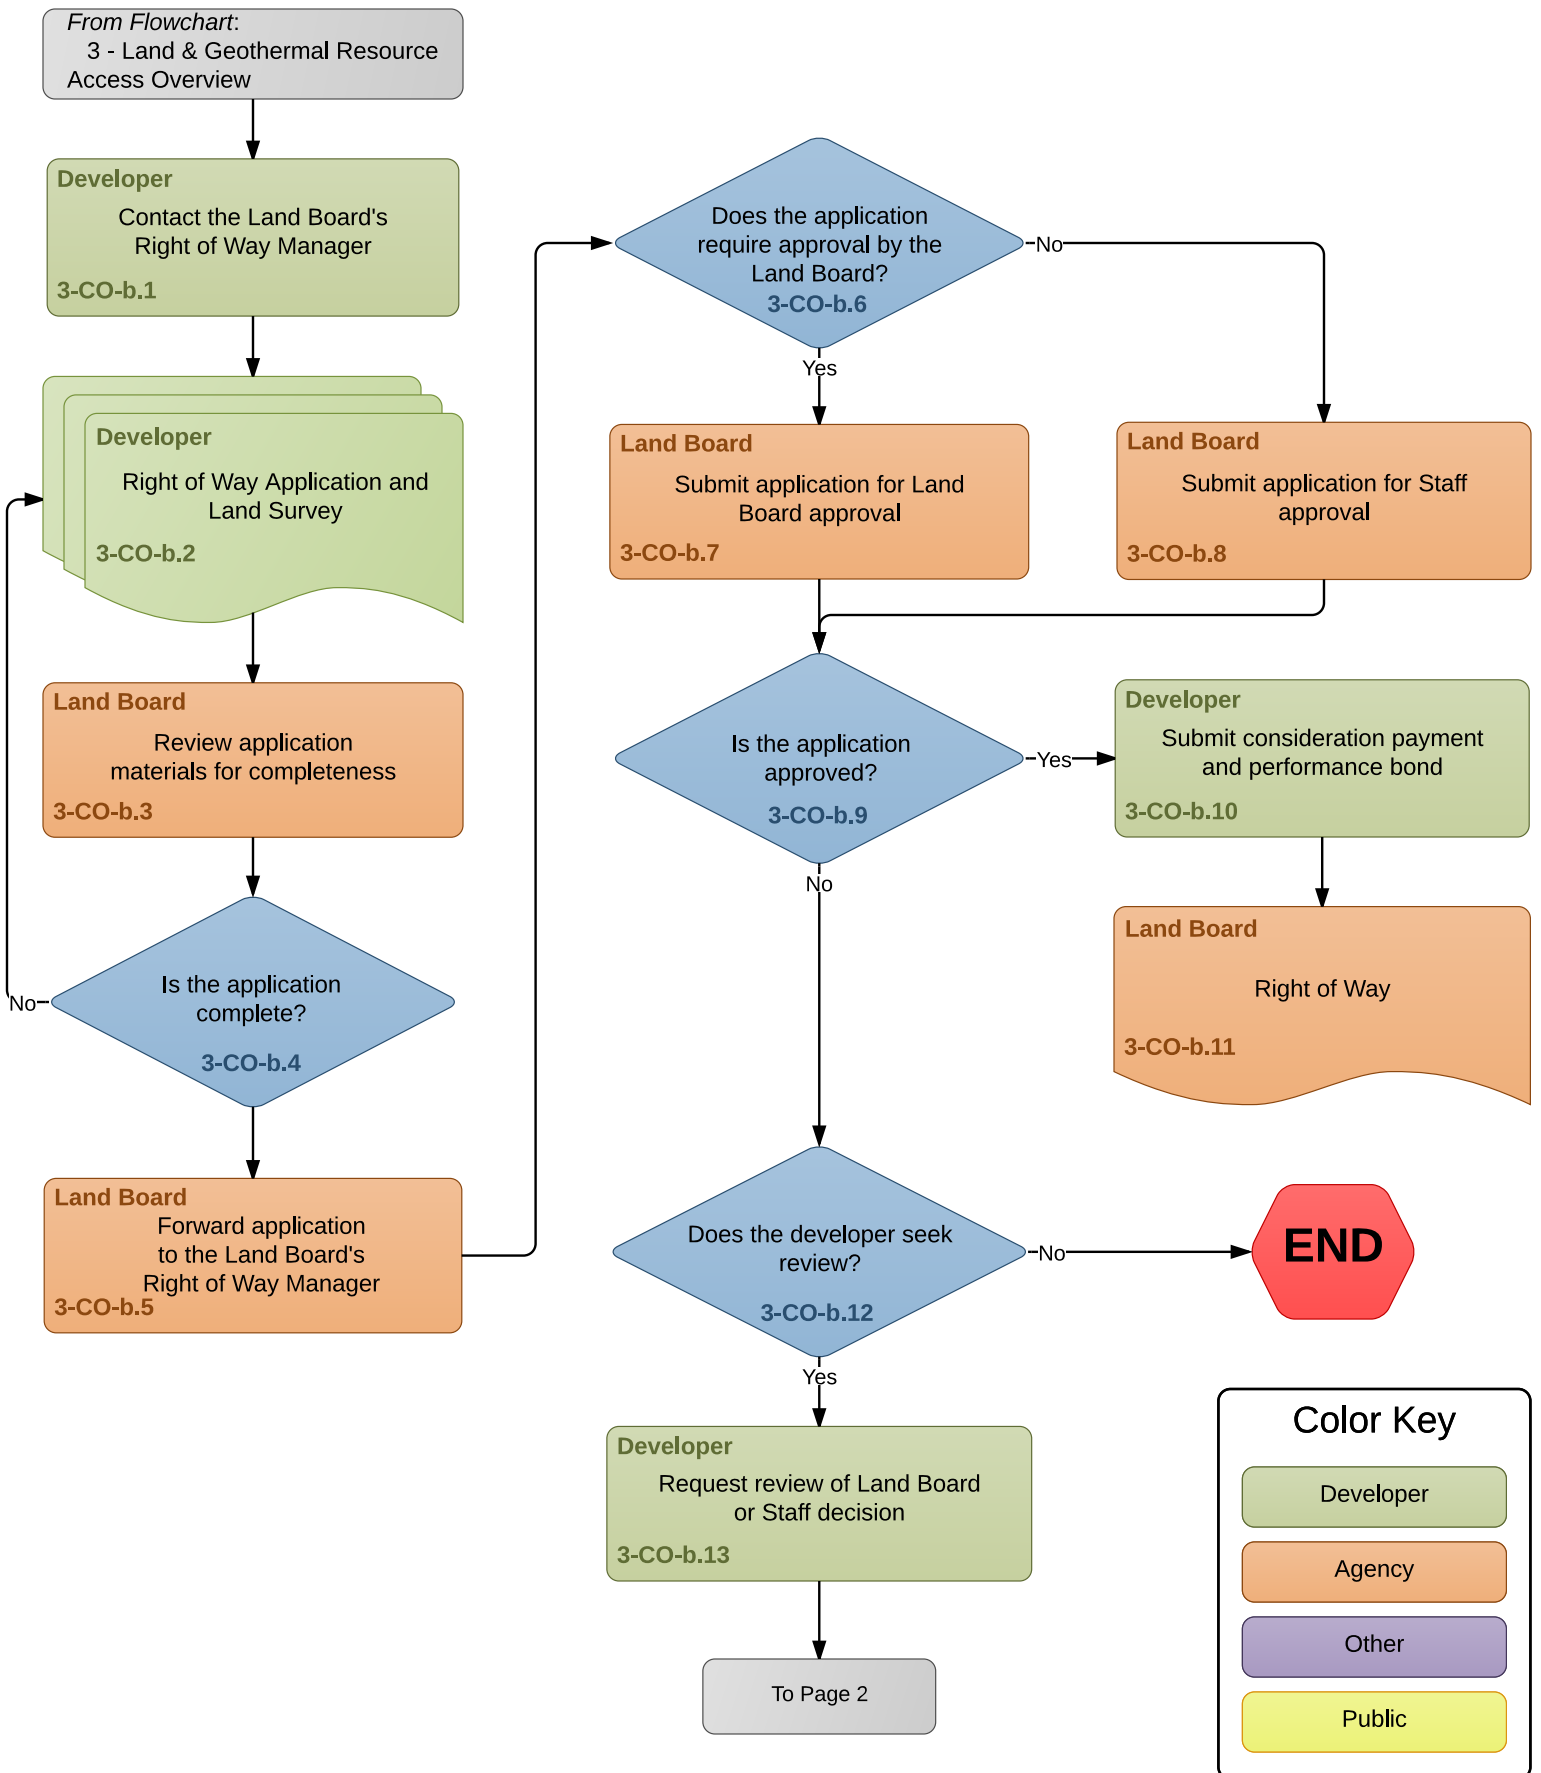 From Flowchart:
3 - Land & Geothermal Resource
Access Overview
Developer
Contact the Land Board's
Right of Way Manager
3-CO-b.1
Developer
Right of Way Application and
Land Survey
3-CO-b.2
Land Board
Review application
materials for completeness
3-CO-b.3
Is the application
complete?
3-CO-b.4
No
Land Board
Forward application
to the Land Board's
Right of Way Manager
3-CO-b.5
Does the application
require approval by the
Land Board?
3-CO-b.6
No
Yes
Land Board
Submit application for Land
Board approval
3-CO-b.7
Land Board
Submit application for Staff
approval
3-CO-b.8
Is the application
approved?
3-CO-b.9
Yes
No
Developer
Submit consideration payment
and performance bond
3-CO-b.10
Land Board
Right of Way
3-CO-b.11
Does the developer seek
review?
3-CO-b.12
No
END
Yes
Developer
Request review of Land Board
or Staff decision
3-CO-b.13
To Page 2
Color Key
Developer
Agency
Other
Public